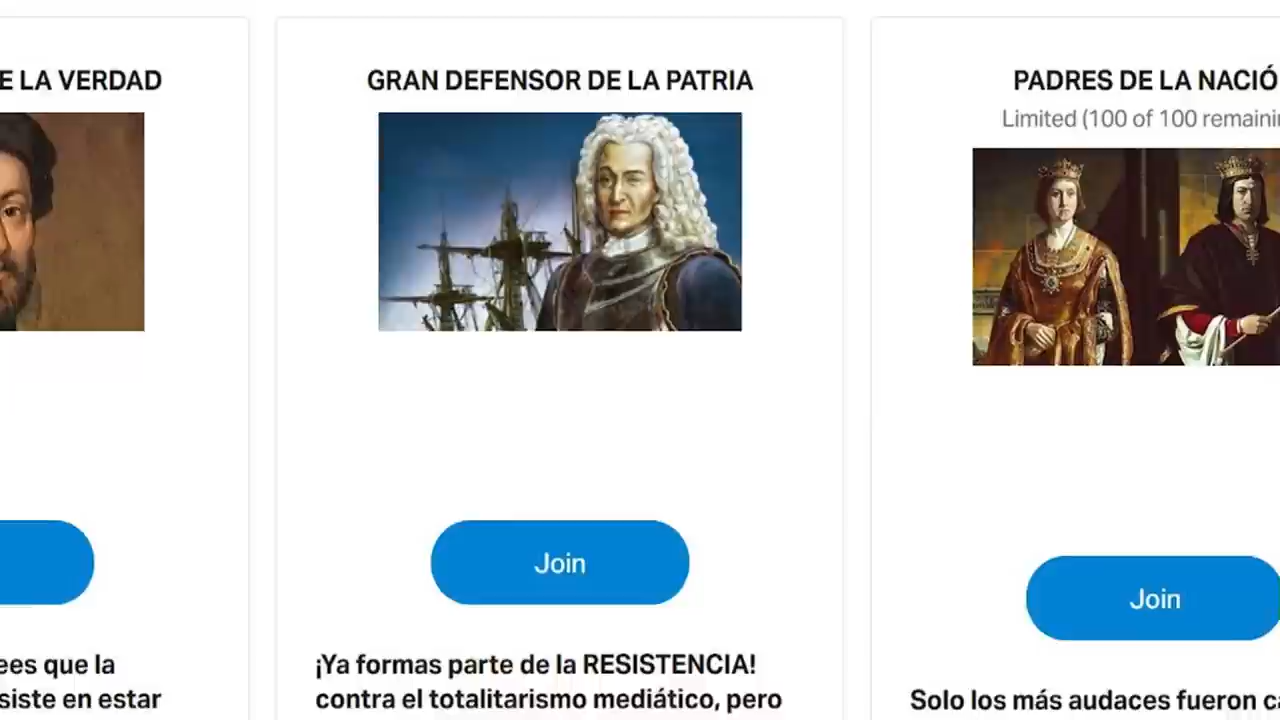 E LA VERDAD
ees que la
siste en estar
GRAN DEFENSOR DE LA PATRIA
Join
¡Ya formas parte de la RESISTENCIA!
contra el totalitarismo mediático, pero
PADRES DE LA NACIÓ
Limited (100 of 100 remainin
Join
Solo los más audaces fueron ca